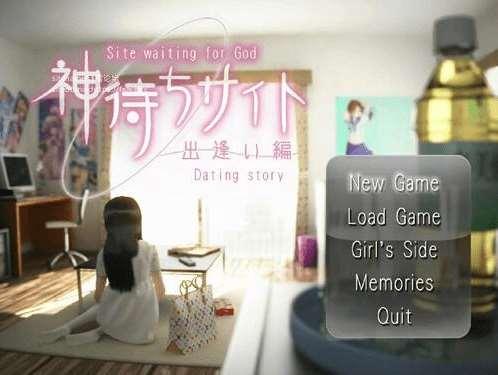 Site waiting for God
神待ちサイト
出逢い編
Dating story
New Game
Load Game
Girl's Side
Memories
Quit